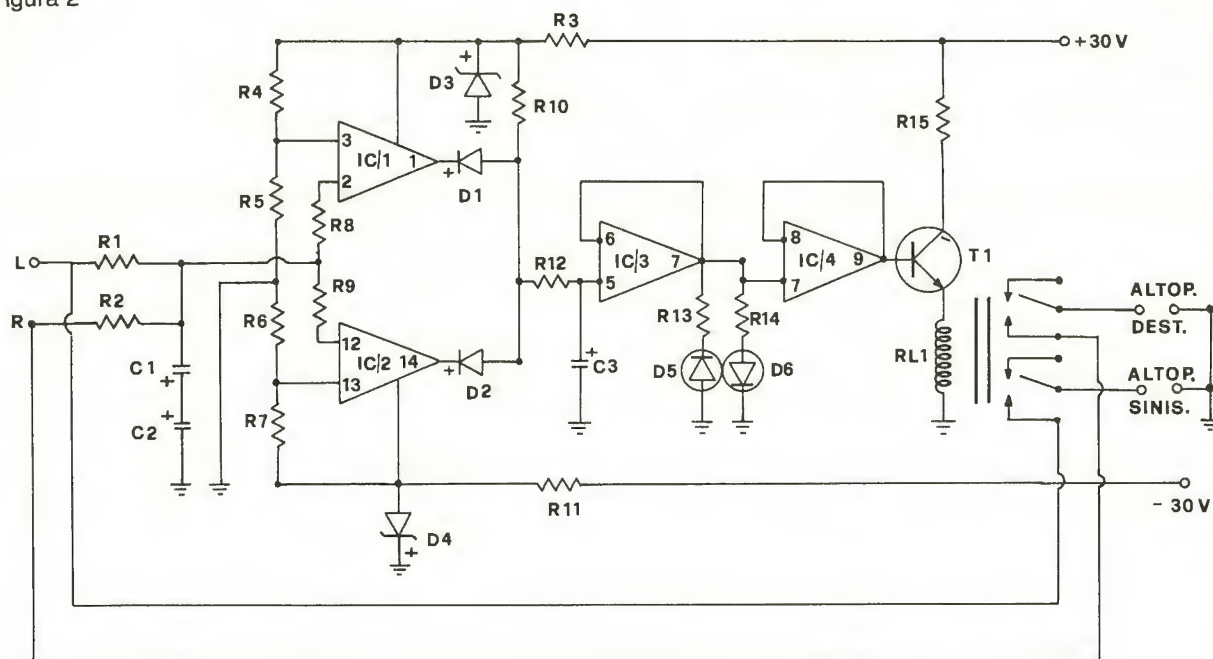 igura 2
R3
+30 V
R4
D3
+
R10
R15
3
IC/1
1
2
+
D1
R5
R8
L
R1
R12
6
IC/3
7
5
8
IC/4
9
7
T1
R
R2
R6
R9
R13
R14
ALTOP.
DEST.
C1
+
12
IC/2
14
13
+
D2
+
C3
D5
D6
RL1
ALTOP.
SINIS.
C2
+
R7
R11
- 30 V
D4
+